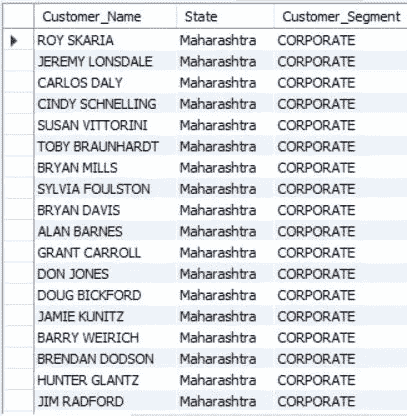 Customer_Name State Customer_Segment
ROY SKARIA Maharashtra CORPORATE
JEREMY LONSDALE Maharashtra CORPORATE
CARLOS DALY Maharashtra CORPORATE
CINDY SCHNELLING Maharashtra CORPORATE
SUSAN VITTORINI Maharashtra CORPORATE
TOBY BRAUNHARDT Maharashtra CORPORATE
BRYAN MILLS Maharashtra CORPORATE
SYLVIA FOULSTON Maharashtra CORPORATE
BRYAN DAVIS Maharashtra CORPORATE
ALAN BARNES Maharashtra CORPORATE
GRANT CARROLL Maharashtra CORPORATE
DON JONES Maharashtra CORPORATE
DOUG BICKFORD Maharashtra CORPORATE
JAMIE KUNITZ Maharashtra CORPORATE
BARRY WEIRICH Maharashtra CORPORATE
BRENDAN DODSON Maharashtra CORPORATE
HUNTER GLANTZ Maharashtra CORPORATE
JIM RADFORD Maharashtra CORPORATE